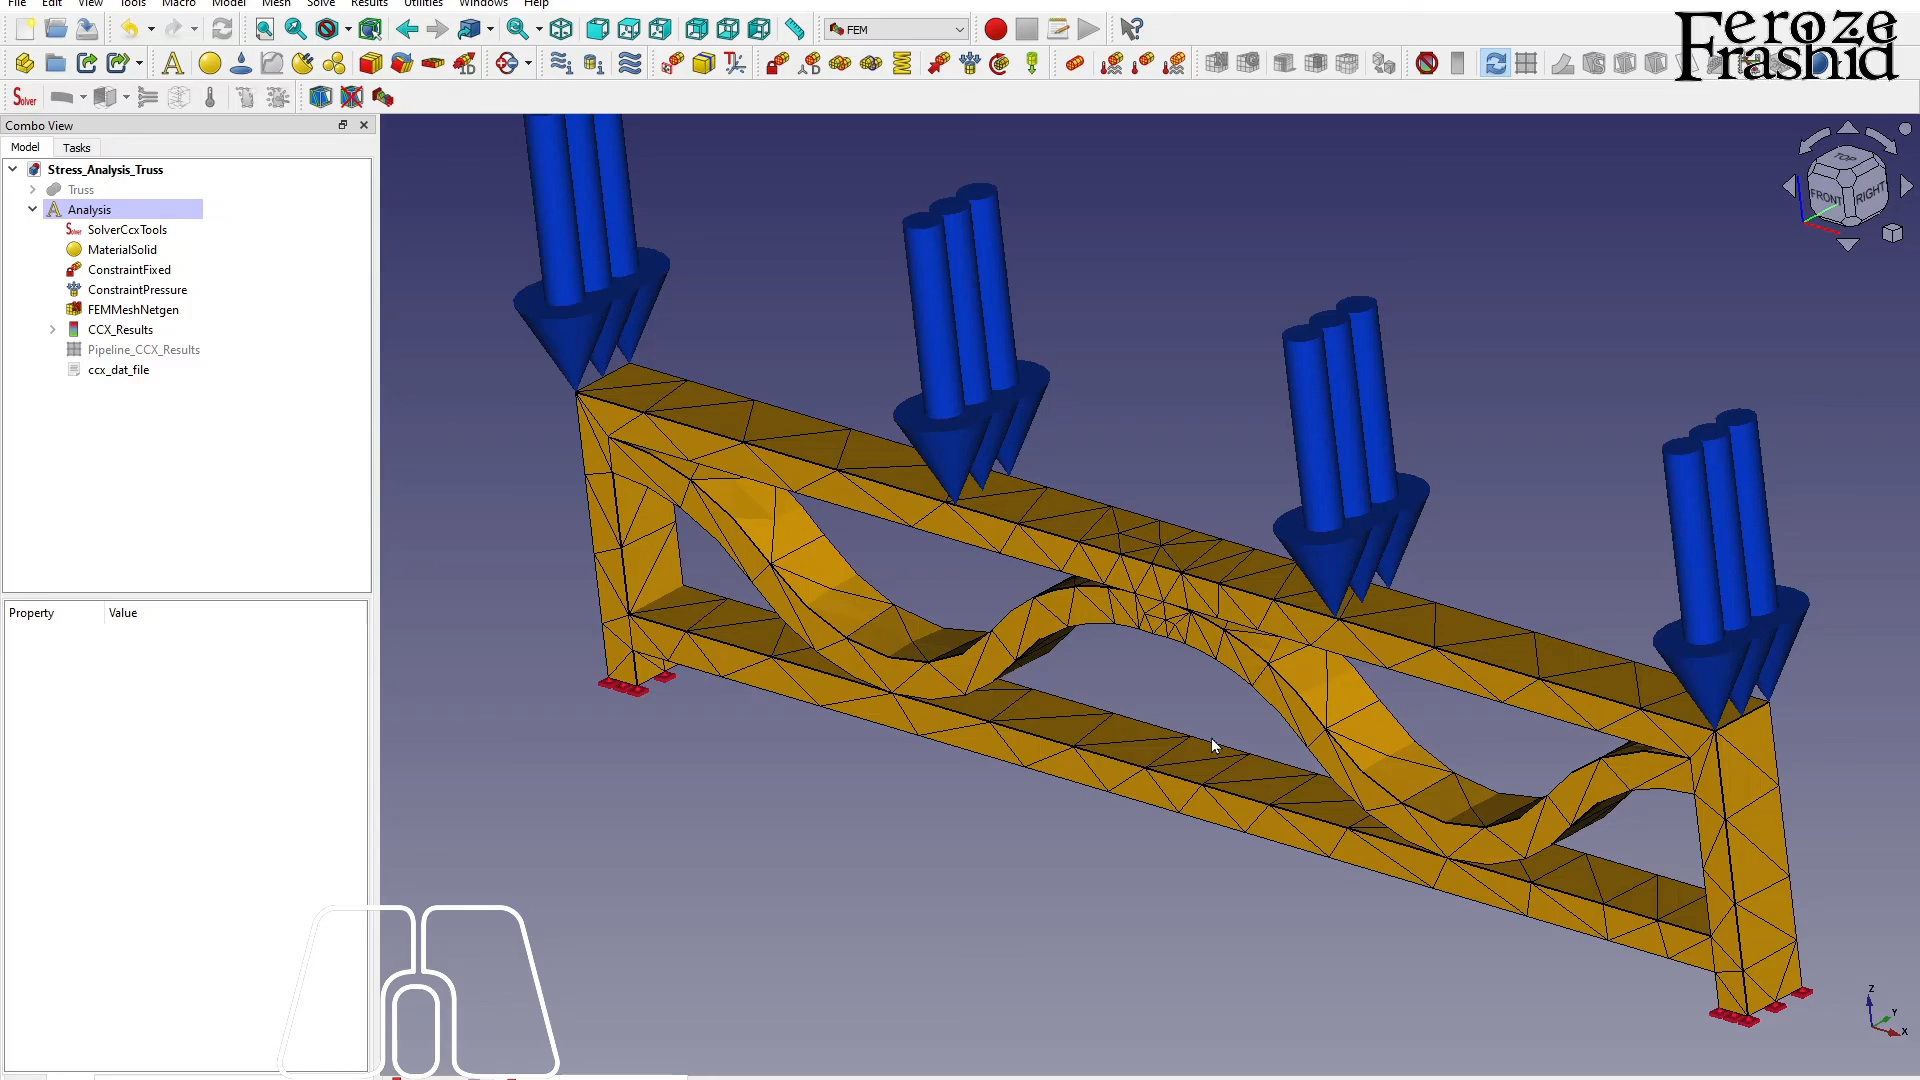 File Edit View Tools Macro Model Mesh Solve Results Utilities Windows Help
FEM
Feroze
Frashid
Solver
Combo View
Model Tasks
Stress_Analysis_Truss
Truss
Analysis
SolverCcxTools
MaterialSolid
ConstraintFixed
ConstraintPressure
FEMMeshNetgen
CCX_Results
Pipeline_CCX_Results
ccx_dat_file
Property Value
TOP
FRONT
RIGHT
Z
Y
X